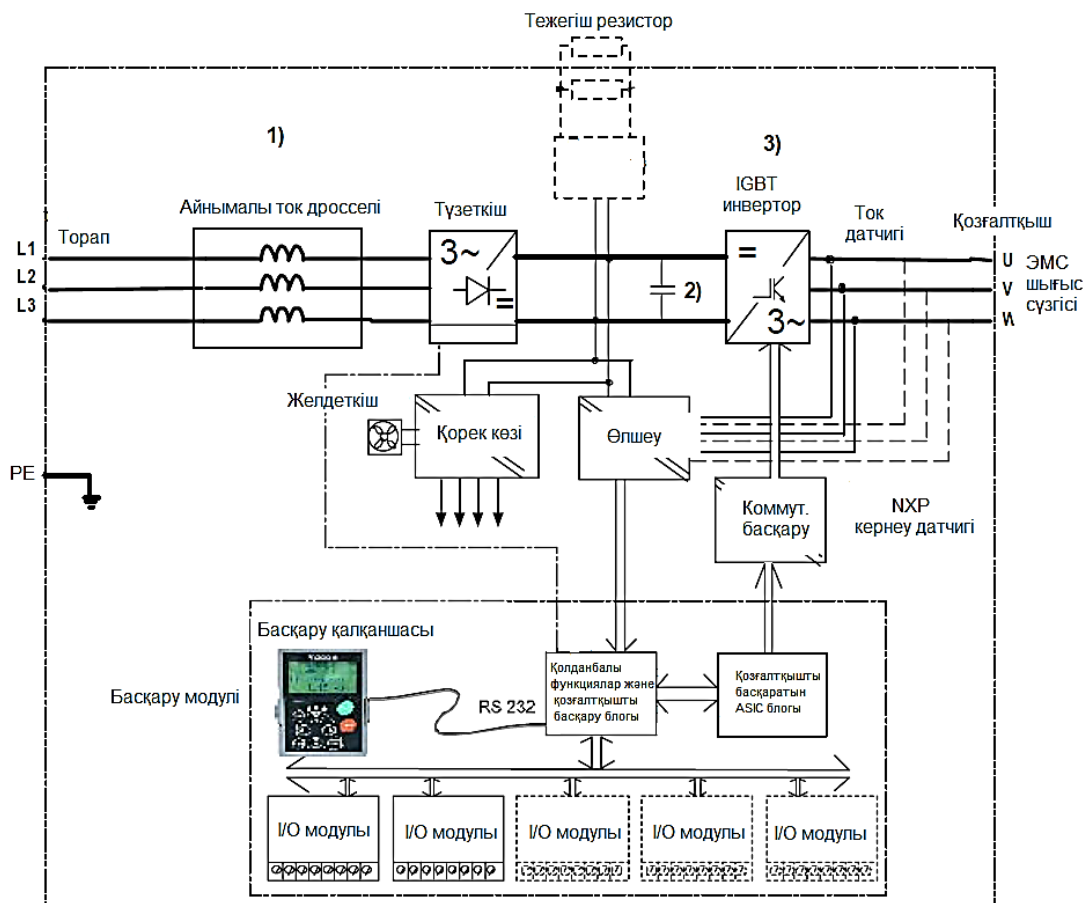 Тежегіш резистор
1)
3)
IGBT
инвертор
Айнымалы ток дросселі
Түзеткіш
Ток
датчигі
Қозғалтқыш
L1
Торап
3~
=
=
3~
U
ЭМС
L2
2)
V
шығыс
L3
W
сүзгісі
Желдеткіш
Қорек көзі
Өлшеу
PE
Коммут.
басқару
NXP
кернеу датчигі
Басқару қалқаншасы
Басқару модулі
RS 232
Қолданбалы
функциялар және
қозғалтқышты
басқару блогы
Қозғалтқышты
басқаратын
ASIC блогы
I/O модулы
I/O модулы
I/O модулы
I/O модулы
I/O модулы